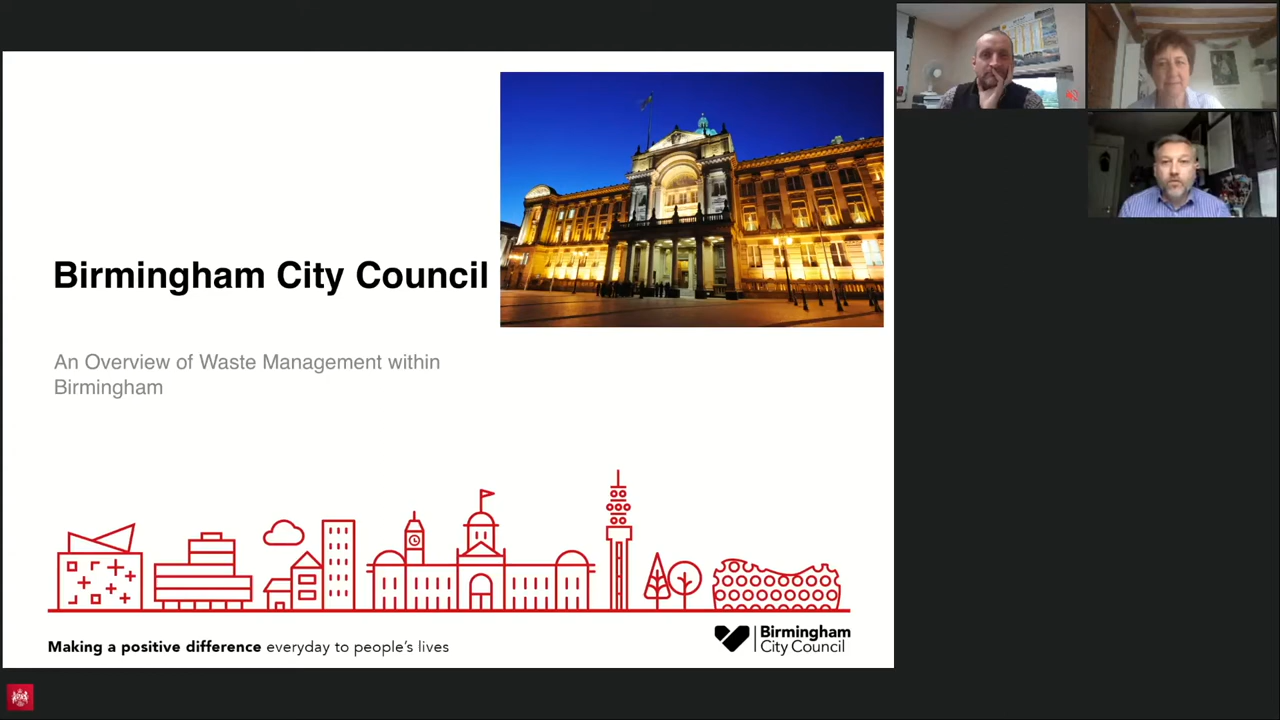 Birmingham City Council
An Overview of Waste Management within
Birmingham
Making a positive difference everyday to people's lives
Birmingham
City Council